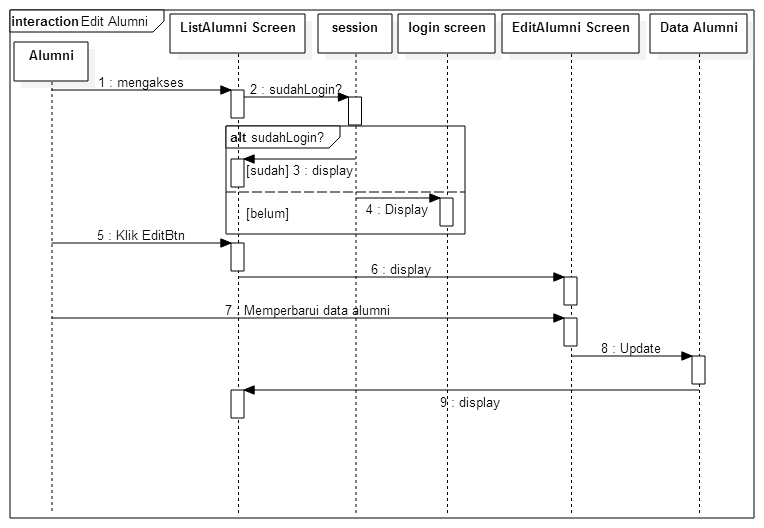 interaction Edit Alumni
ListAlumni Screen
session
login screen
EditAlumni Screen
Data Alumni
Alumni
1 : mengakses
2 : sudahLogin?
alt sudahLogin?
[sudah] 3 : display
4 : Display
[belum]
5 : Klik EditBtn
6 : display
7 : Memperbarui data alumni
8 : Update
9 : display